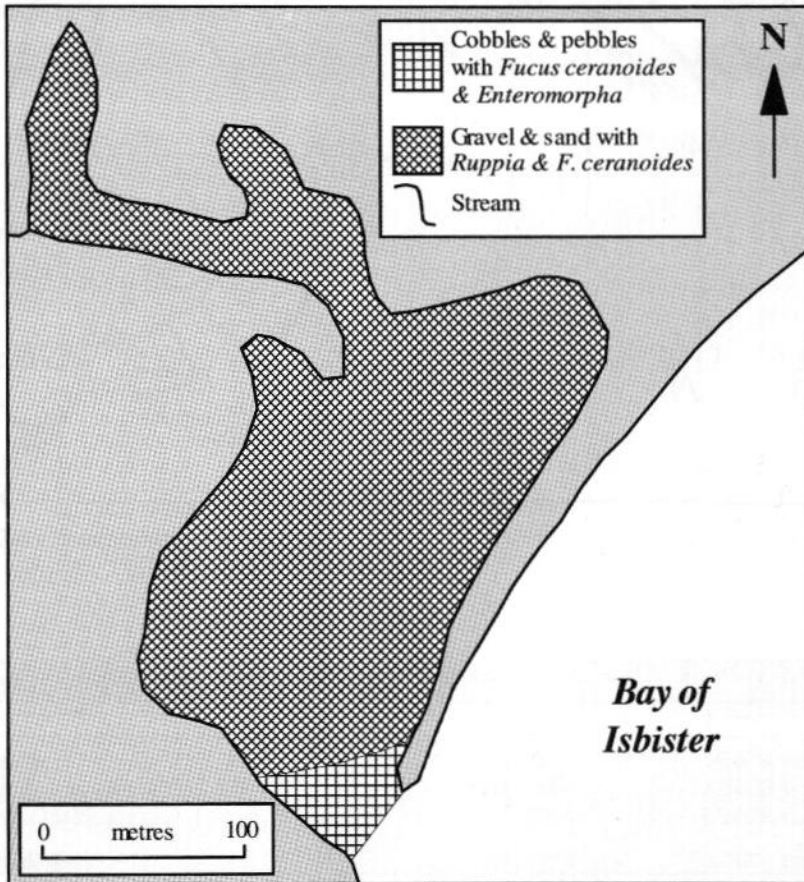 Cobbles & pebbles
with Fucus ceranoides
& Enteromorpha
Gravel & sand with
Ruppia & F. ceranoides
Stream
N
Bay of
Isbister
0 metres 100